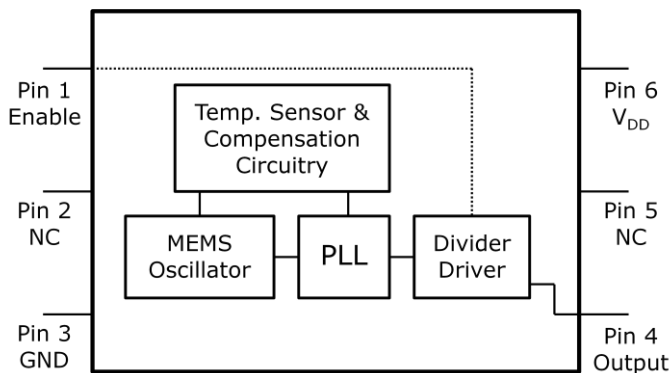 Pin 1
Enable
Temp. Sensor &
Compensation
Circuitry
Pin 6
VDD
Pin 2
NC
MEMS
Oscillator
PLL
Divider
Driver
Pin 5
NC
Pin 3
GND
Pin 4
Output